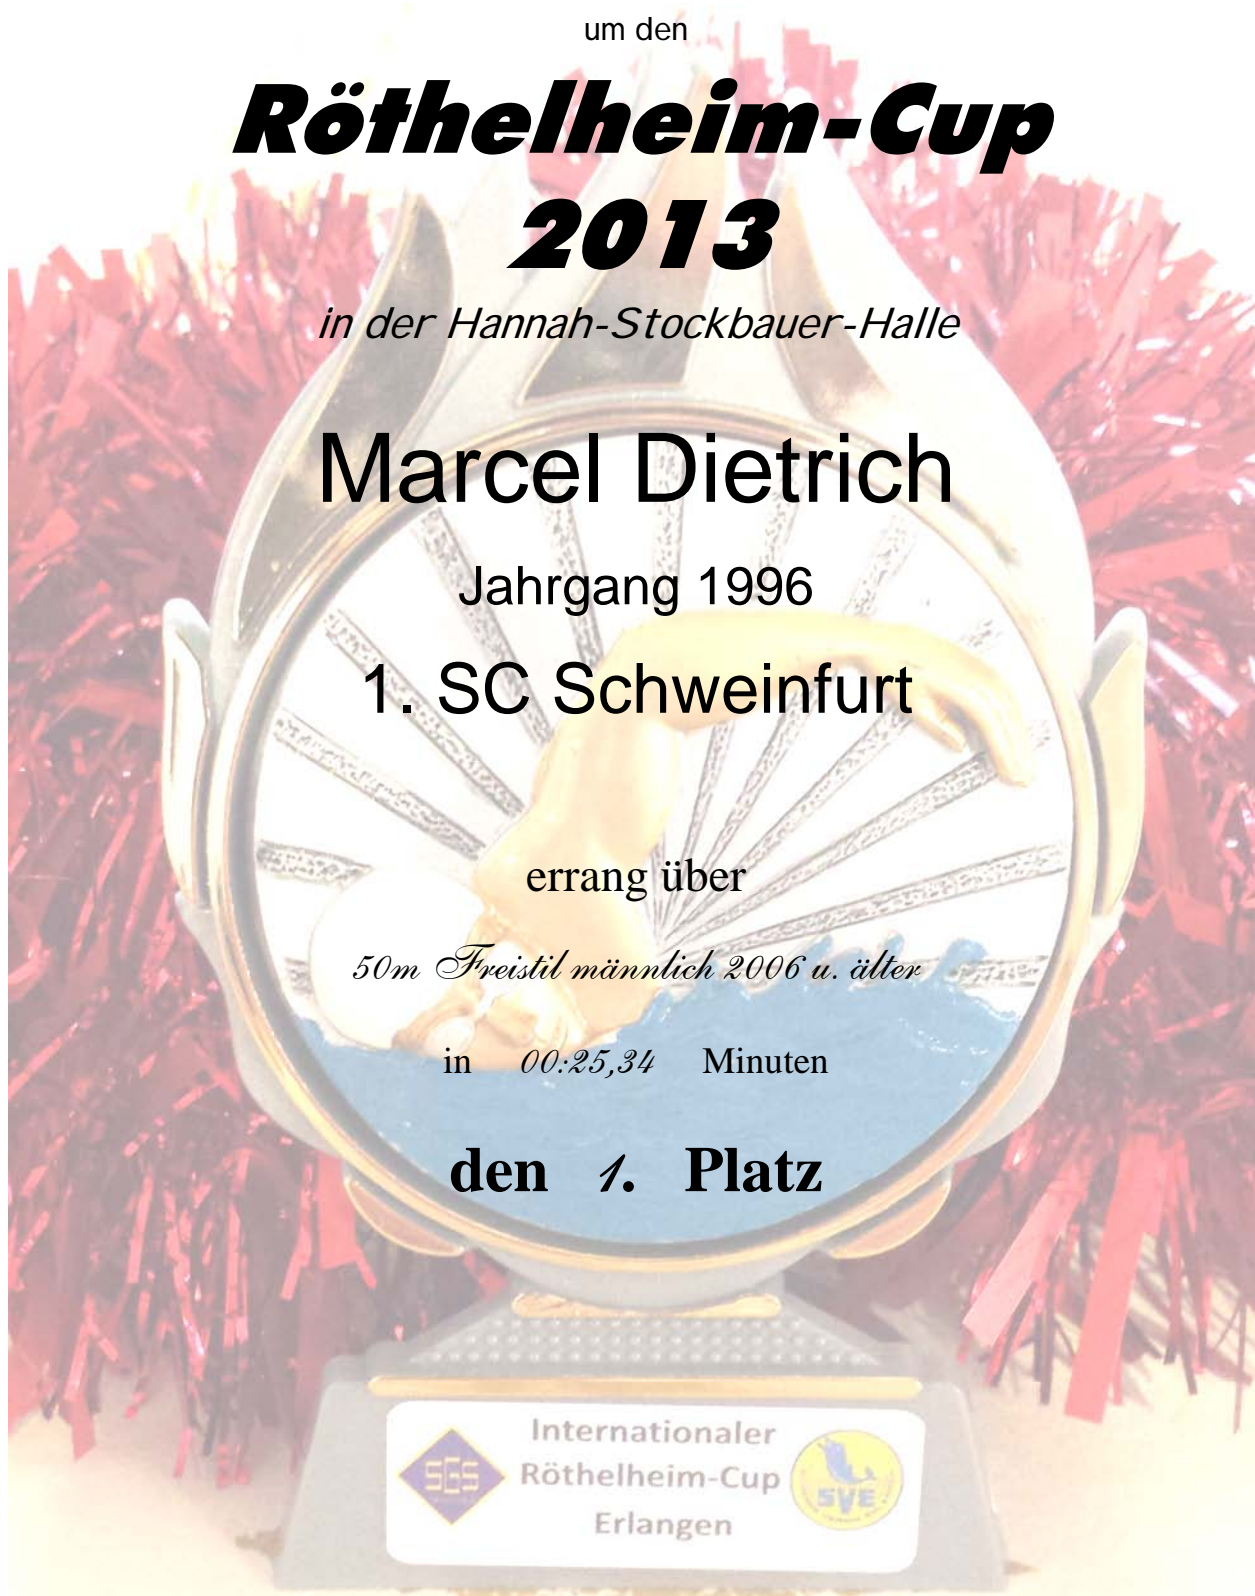 um den
Röthelheim-Cup
2013
in der Hannah-Stockbauer-Halle
Marcel Dietrich
Jahrgang 1996
1. SC Schweinfurt
errang über
50m Freistil männlich 2006 u. älter
in 00:25,34 Minuten
den 1. Platz
Internationaler
SGS Röthelheim-Cup SVE
Erlangen